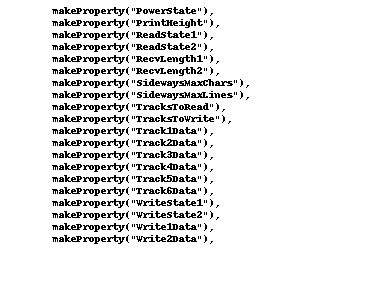 makeProperty("PowerState"),
makeProperty("PrintHeight"),
makeProperty("ReadState1"),
makeProperty("ReadState2"),
makeProperty("RecvLength1"),
makeProperty("RecvLength2"),
makeProperty("SidewaysMaxChars"),
makeProperty("SidewaysMaxLines"),
makeProperty("TracksToRead"),
makeProperty("TracksToWrite"),
makeProperty("Track1Data"),
makeProperty("Track2Data"),
makeProperty("Track3Data"),
makeProperty("Track4Data"),
makeProperty("Track5Data"),
makeProperty("Track6Data"),
makeProperty("WriteState1"),
makeProperty("WriteState2"),
makeProperty("Write1Data"),
makeProperty("Write2Data"),